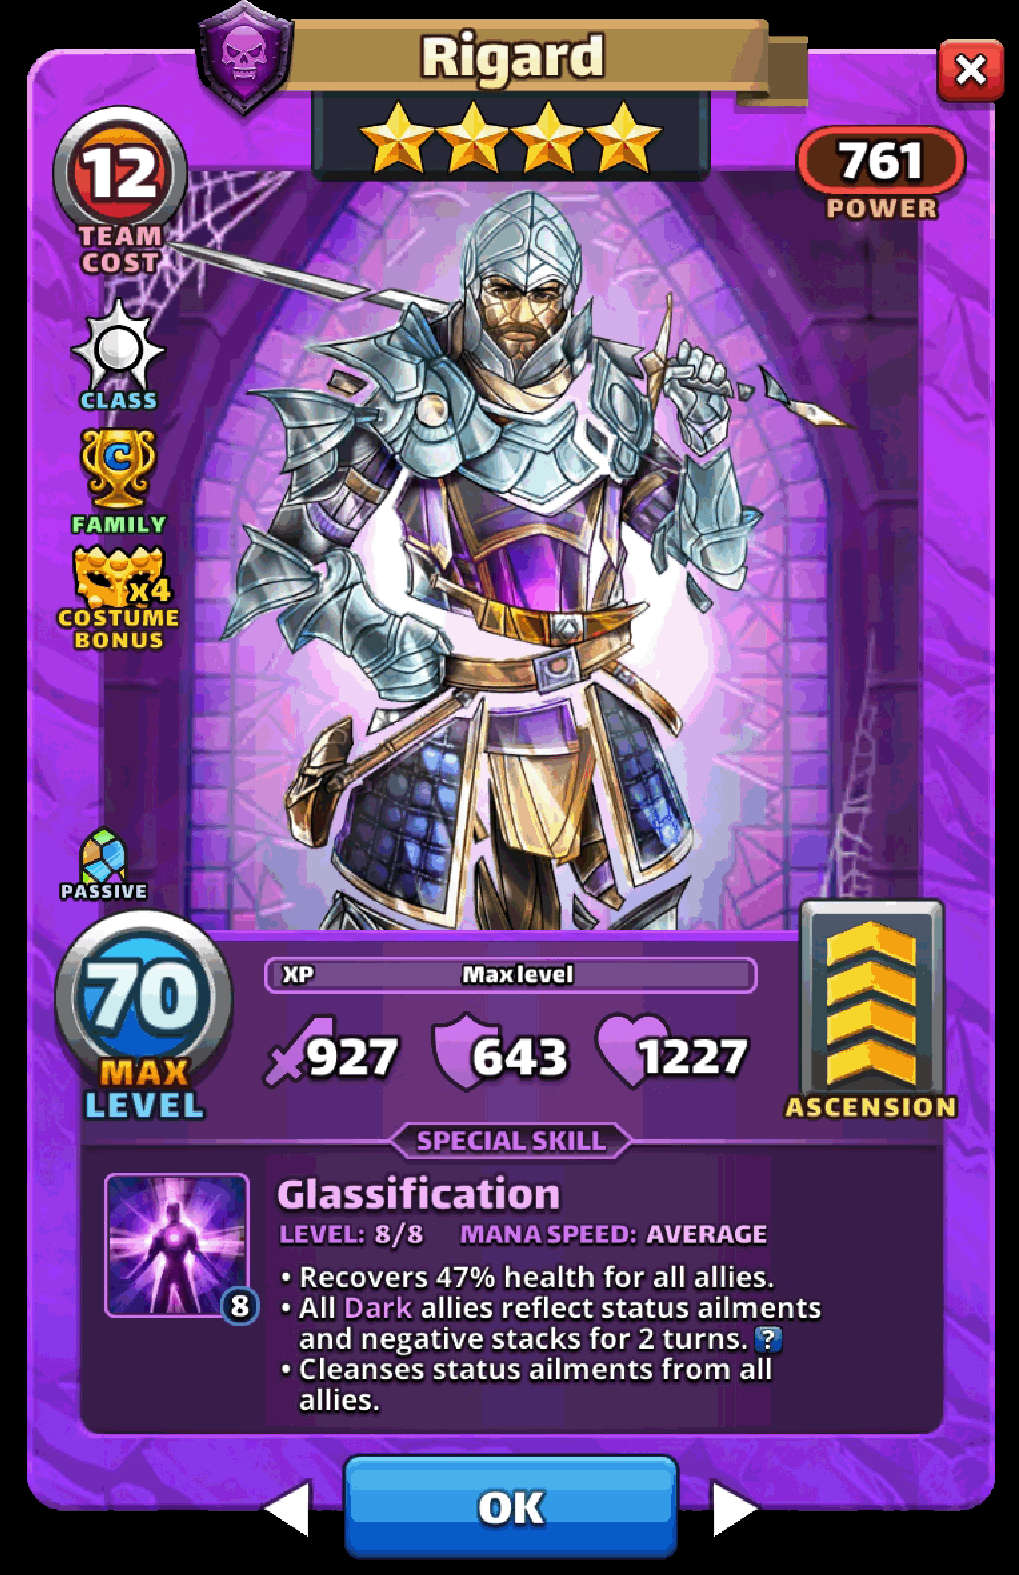 Rigard
12
TEAM
COST
761
POWER
CLASS
C
FAMILY
x4
COSTUME
BONUS
PASSIVE
70
MAX
LEVEL
XP Max level
927 643 1227
ASCENSION
SPECIAL SKILL
Glassification
LEVEL: 8/8 MANA SPEED: AVERAGE
8
• Recovers 47% health for all allies.
• All Dark allies reflect status ailments
and negative stacks for 2 turns. ?
• Cleanses status ailments from all
allies.
OK